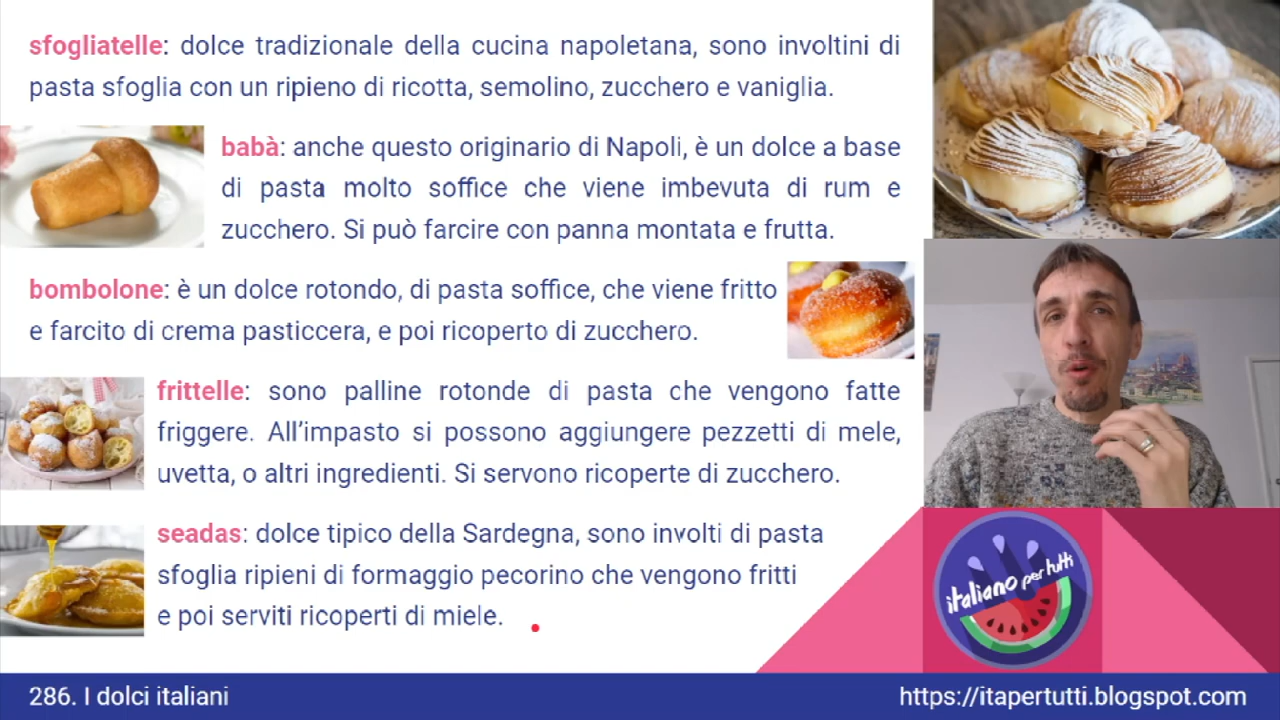 sfogliatelle: dolce tradizionale della cucina napoletana, sono involtini di
pasta sfoglia con un ripieno di ricotta, semolino, zucchero e vaniglia.
babà: anche questo originario di Napoli, è un dolce a base
di pasta molto soffice che viene imbevuta di rum e
zucchero. Si può farcire con panna montata e frutta.
bombolone: è un dolce rotondo, di pasta soffice, che viene fritto
e farcito di crema pasticcera, e poi ricoperto di zucchero.
frittelle: sono palline rotonde di pasta che vengono fatte
friggere. All’impasto si possono aggiungere pezzetti di mele,
uvetta, o altri ingredienti. Si servono ricoperte di zucchero.
seadas: dolce tipico della Sardegna, sono involti di pasta
sfoglia ripieni di formaggio pecorino che vengono fritti
e poi serviti ricoperti di miele.
italiano per tutti
286. I dolci italiani
https://itapertutti.blogspot.com